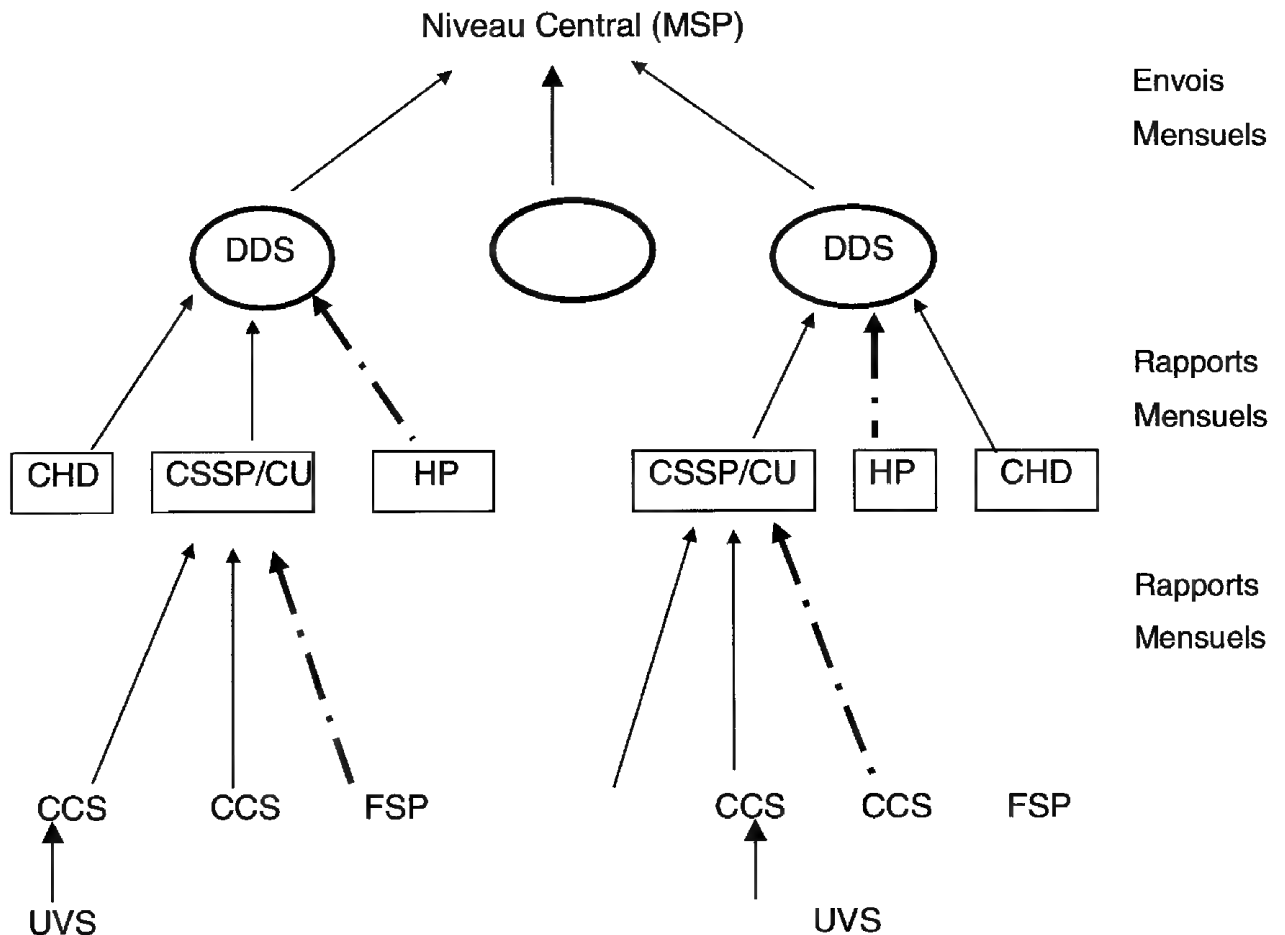 Niveau Central (MSP)
Envois
Mensuels
DDS
DDS
Rapports
Mensuels
CHD
CSSP/CU
HP
CSSP/CU
HP
CHD
Rapports
Mensuels
CCS
CCS
FSP
CCS
CCS
FSP
UVS
UVS